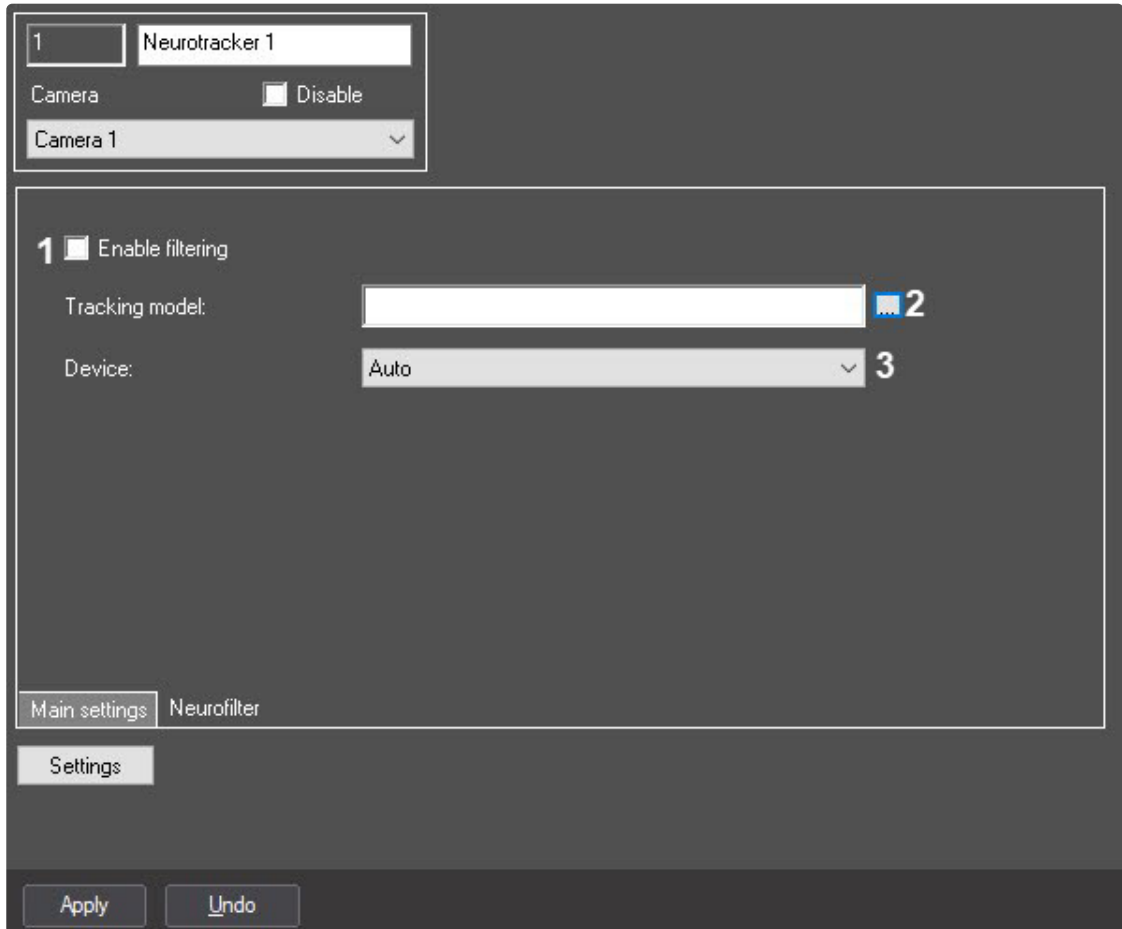 1 Neurotracker 1
Camera Disable
Camera 1
1 Enable filtering
Tracking model: ... 2
Device: Auto 3
Main settings Neurofilter
Settings
Apply Undo